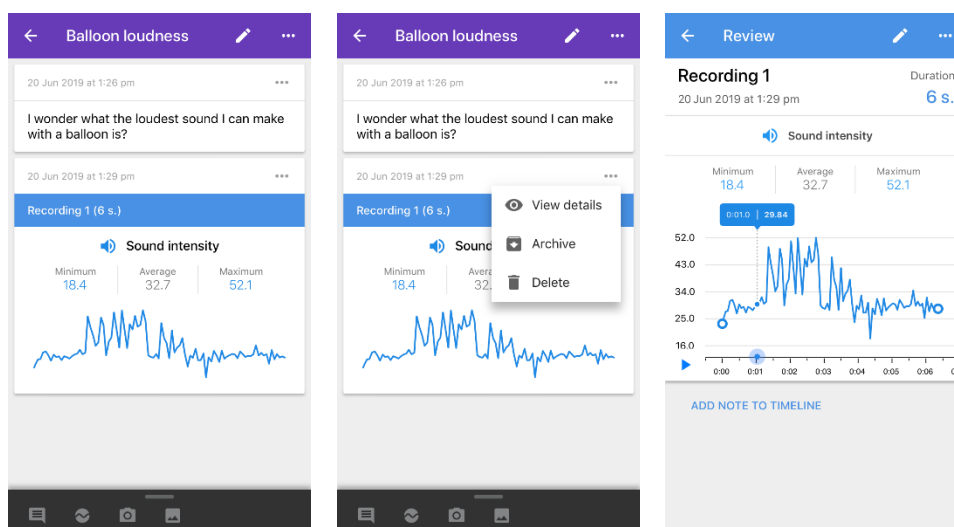 Balloon loudness
20 Jun 2019 at 1:26 pm
I wonder what the loudest sound I can make
with a balloon is?
20 Jun 2019 at 1:29 pm
Recording 1 (6 s.)
Sound intensity
Minimum Average Maximum
18.4 32.7 52.1
Balloon loudness
20 Jun 2019 at 1:26 pm
I wonder what the loudest sound I can make
with a balloon is?
20 Jun 2019 at 1:29 pm
Recording 1 (6 s.)
View details
Archive
Delete
Sound
Minimum Avera
18.4 32.
Review
Recording 1 Duration
20 Jun 2019 at 1:29 pm 6 s.
Sound intensity
Minimum Average Maximum
18.4 32.7 52.1
0:01.0 | 29.84
52.0
43.0
34.0
25.0
16.0
0:00 0:01 0:02 0:03 0:04 0:05 0:06
ADD NOTE TO TIMELINE